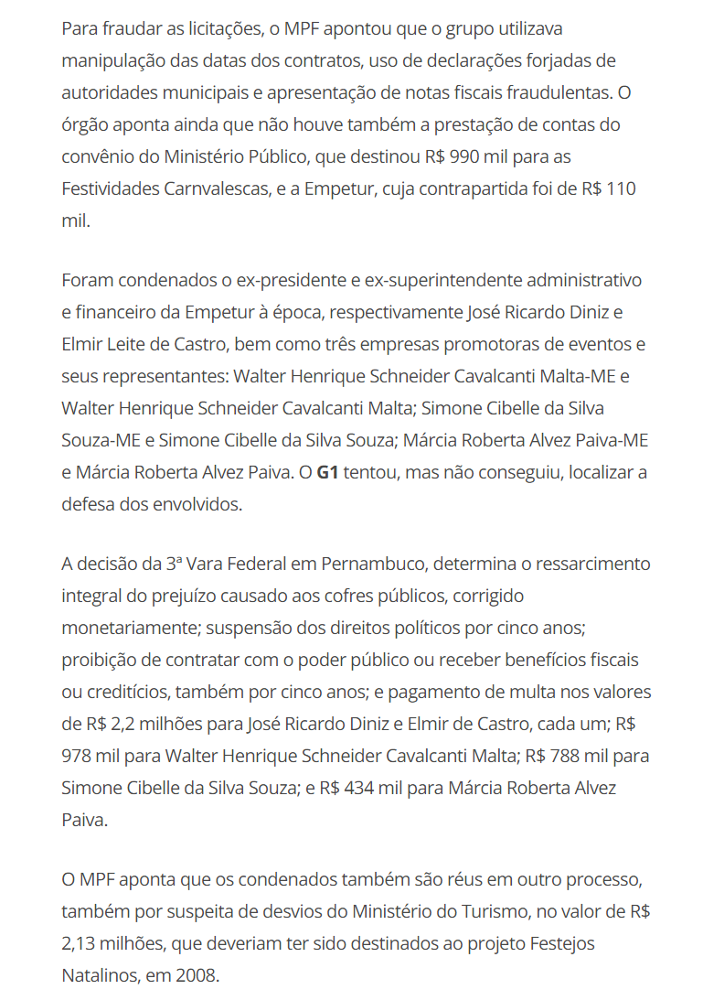 Para fraudar as licitações, o MPF apontou que o grupo utilizava
manipulação das datas dos contratos, uso de declarações forjadas de
autoridades municipais e apresentação de notas fiscais fraudulentas. O
órgão aponta ainda que não houve também a prestação de contas do
convênio do Ministério Público, que destinou R$ 990 mil para as
Festividades Carnvalescas, e a Empetur, cuja contrapartida foi de R$ 110
mil.
Foram condenados o ex-presidente e ex-superintendente administrativo
e financeiro da Empetur à época, respectivamente José Ricardo Diniz e
Elmir Leite de Castro, bem como três empresas promotoras de eventos e
seus representantes: Walter Henrique Schneider Cavalcanti Malta-ME e
Walter Henrique Schneider Cavalcanti Malta; Simone Cibelle da Silva
Souza-ME e Simone Cibelle da Silva Souza; Márcia Roberta Alvez Paiva-ME
e Márcia Roberta Alvez Paiva. O G1 tentou, mas não conseguiu, localizar a
defesa dos envolvidos.
A decisão da 3ª Vara Federal em Pernambuco, determina o ressarcimento
integral do prejuízo causado aos cofres públicos, corrigido
monetariamente; suspensão dos direitos políticos por cinco anos;
proibição de contratar com o poder público ou receber benefícios fiscais
ou creditícios, também por cinco anos; e pagamento de multa nos valores
de R$ 2,2 milhões para José Ricardo Diniz e Elmir de Castro, cada um; R$
978 mil para Walter Henrique Schneider Cavalcanti Malta; R$ 788 mil para
Simone Cibelle da Silva Souza; e R$ 434 mil para Márcia Roberta Alvez
Paiva.
O MPF aponta que os condenados também são réus em outro processo,
também por suspeita de desvios do Ministério do Turismo, no valor de R$
2,13 milhões, que deveriam ter sido destinados ao projeto Festejos
Natalinos, em 2008.